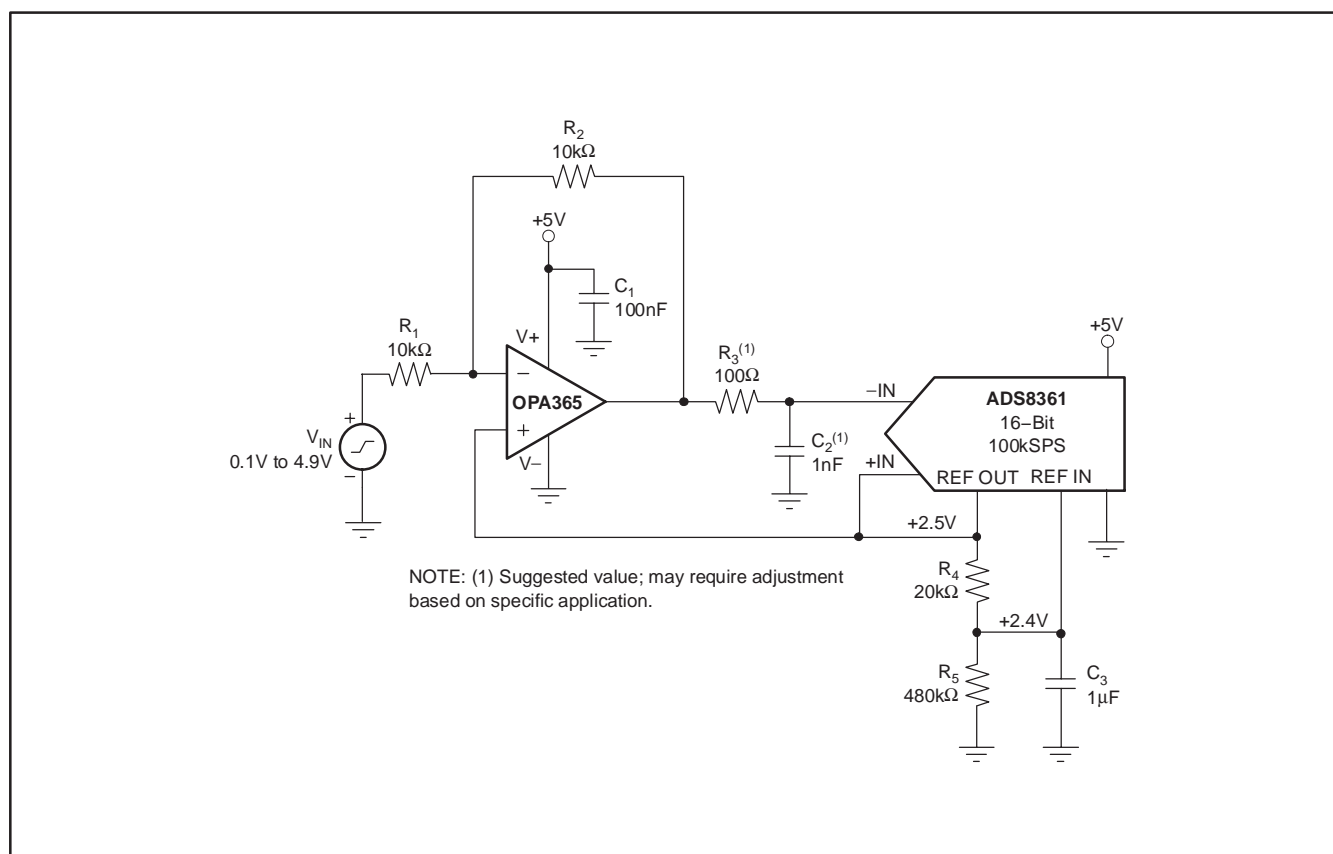 R2
10kΩ
+5V
C1
100nF
R1
10kΩ
V+
R3(1)
100Ω
+5V
−
−IN
ADS8361
OPA365
16−Bit
100kSPS
+
+
VIN
0.1V to 4.9V
−
C2(1)
1nF
V−
+IN
REF OUT
REF IN
+2.5V
NOTE: (1) Suggested value; may require adjustment
based on specific application.
R4
20kΩ
+2.4V
R5
480kΩ
C3
1μF